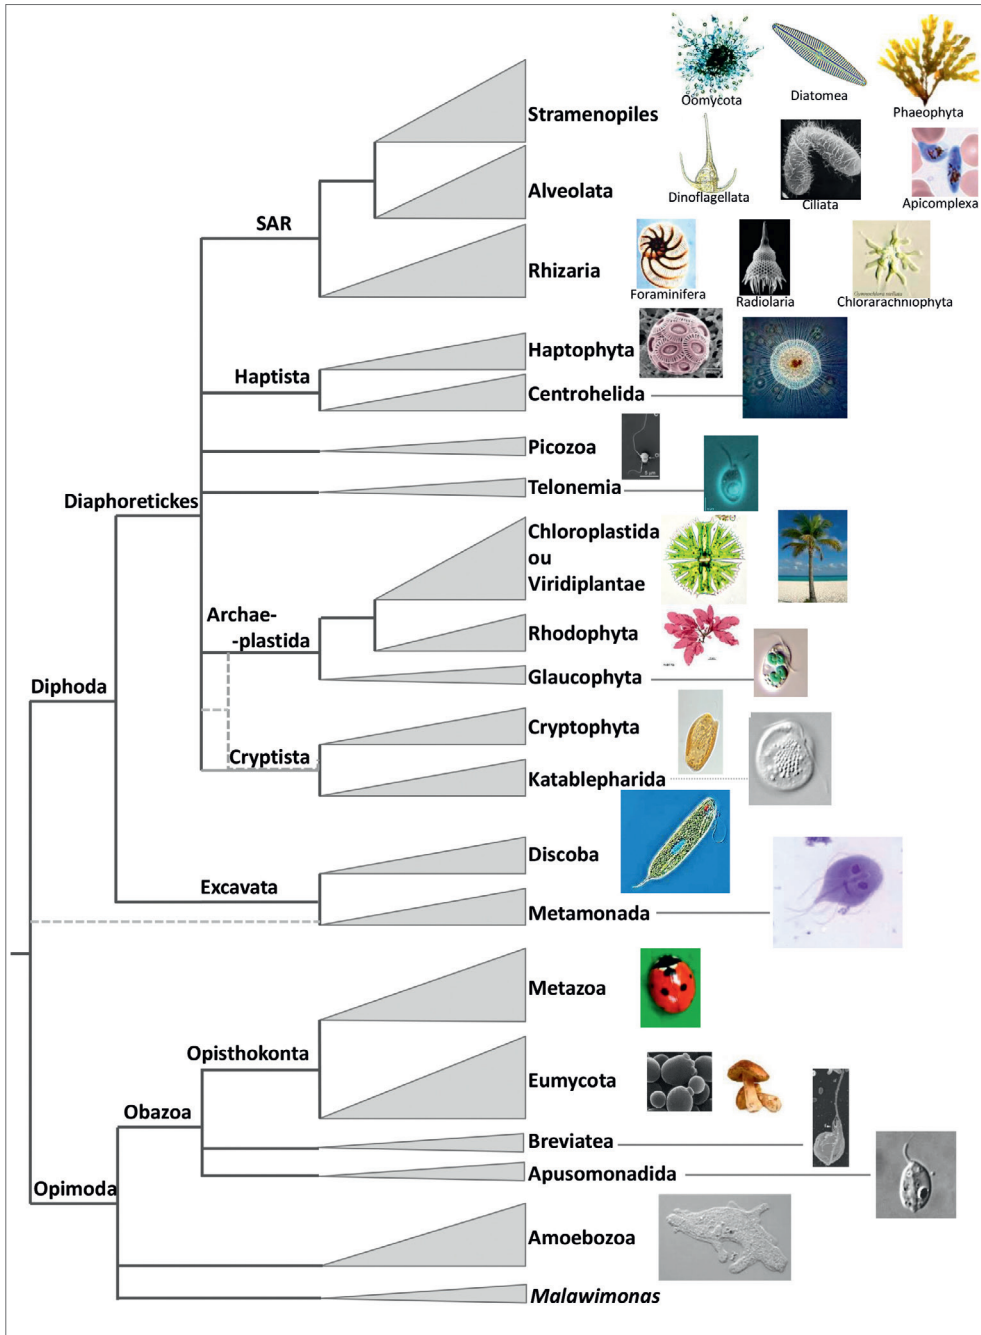 Oomycota
Diatomea
Phaeophyta
Stramenopiles
Dinoflagellata
Ciliata
Apicomplexa
Alveolata
SAR
Rhizaria
Foraminifera
Radiolaria
Chlorarachniophyta
Haptophyta
Haptista
Centrohelida
Picozoa
Telonemia
Diaphoretickes
Chloroplastida
ou
Viridiplantae
Archae-
-plastida
Rhodophyta
Glaucophyta
Diphoda
Cryptophyta
Cryptista
Katablepharida
Discoba
Excavata
Metamonada
Metazoa
Opisthokonta
Eumycota
Obazoa
Breviatea
Apusomonadida
Opimoda
Amoebozoa
Malawimonas